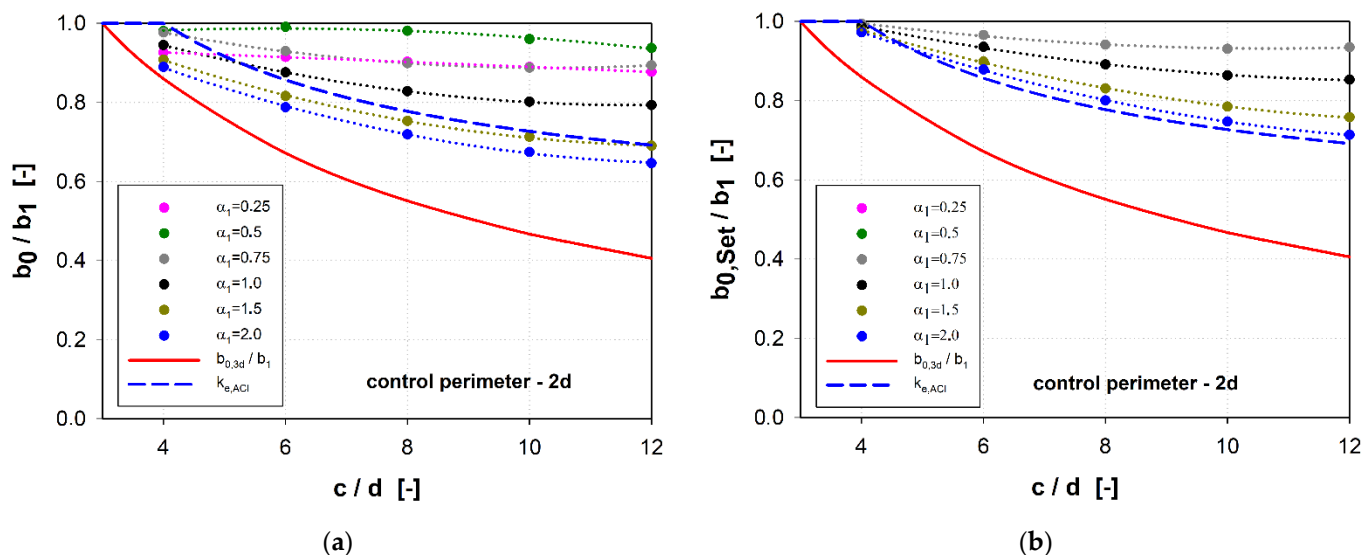 b0 / b1 [-]
1.0
0.8
0.6
0.4
0.2
0.0
α1=0.25
α1=0.5
α1=0.75
α1=1.0
α1=1.5
α1=2.0
b0,3d / b1
ke,ACI
control perimeter - 2d
4 6 8 10 12
c / d [-]
(a)
b0,Set / b1 [-]
1.0
0.8
0.6
0.4
0.2
0.0
α1=0.25
α1=0.5
α1=0.75
α1=1.0
α1=1.5
α1=2.0
b0,3d / b1
ke,ACI
control perimeter - 2d
4 6 8 10 12
c / d [-]
(b)